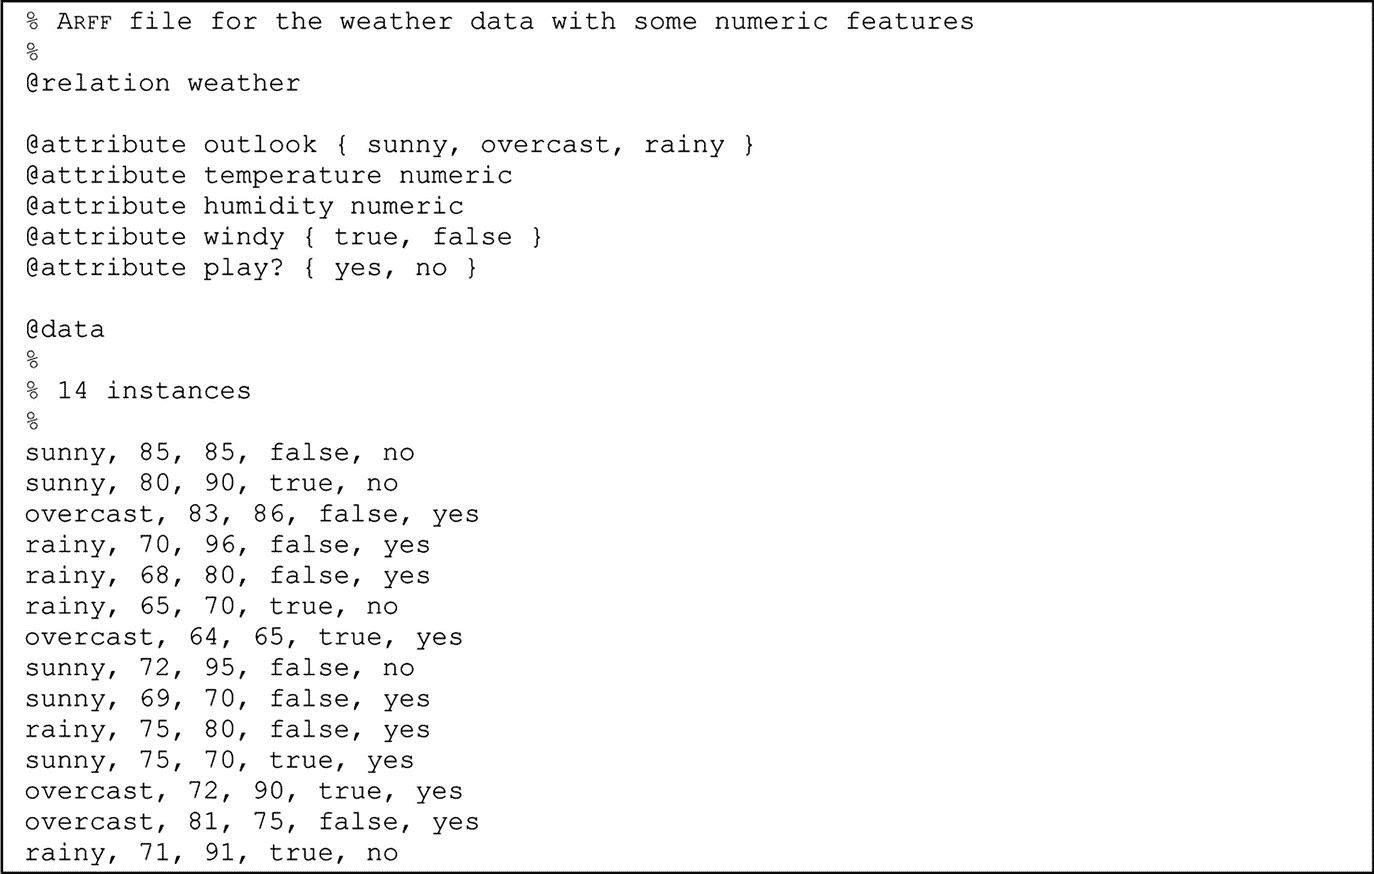 % ARFF file for the weather data with some numeric features
%
@relation weather
@attribute outlook { sunny, overcast, rainy }
@attribute temperature numeric
@attribute humidity numeric
@attribute windy { true, false }
@attribute play? { yes, no }
@data
%
% 14 instances
%
sunny, 85, 85, false, no
sunny, 80, 90, true, no
overcast, 83, 86, false, yes
rainy, 70, 96, false, yes
rainy, 68, 80, false, yes
rainy, 65, 70, true, no
overcast, 64, 65, true, yes
sunny, 72, 95, false, no
sunny, 69, 70, false, yes
rainy, 75, 80, false, yes
sunny, 75, 70, true, yes
overcast, 72, 90, true, yes
overcast, 81, 75, false, yes
rainy, 71, 91, true, no